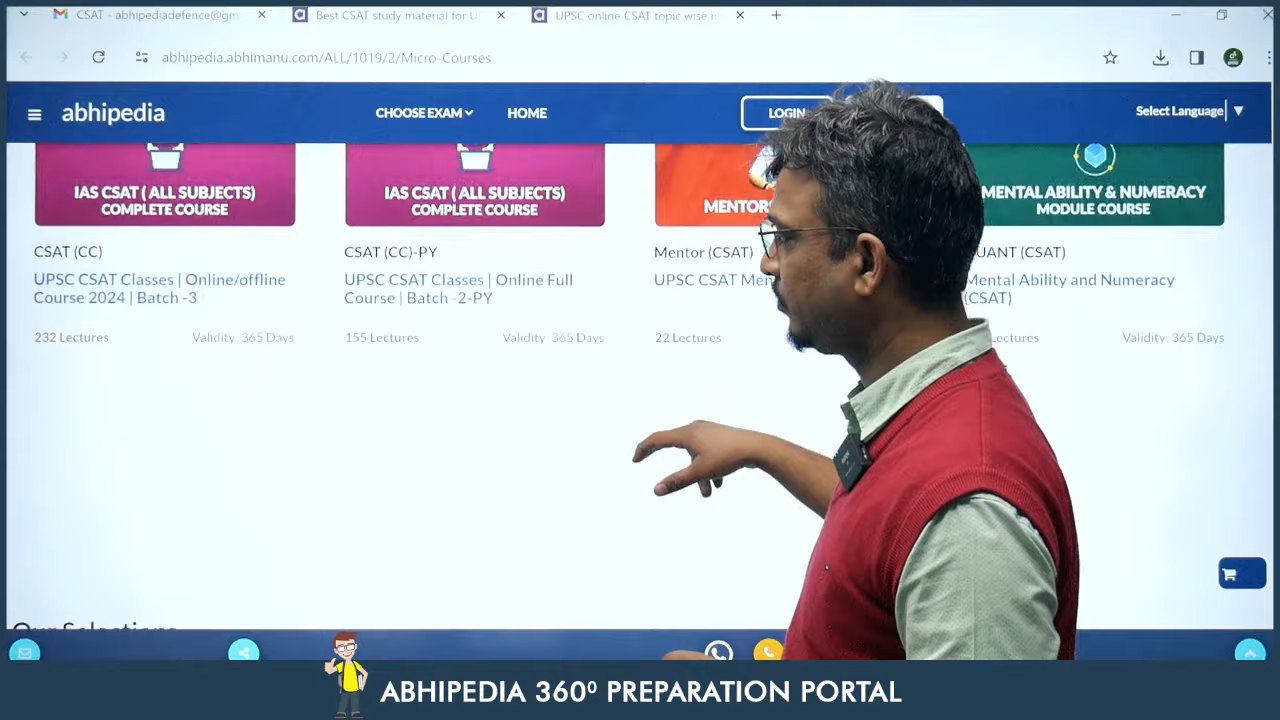 CSAT - abhipediadefence@gm
Best CSAT study material for U
UPSC online CSAT topic wise
abhipedia.abhimanu.com/ALL/1019/2/Micro-Courses
abhipedia
CHOOSE EXAM
HOME
LOGIN
Select Language
IAS CSAT ( ALL SUBJECTS)
COMPLETE COURSE
IAS CSAT ( ALL SUBJECTS)
COMPLETE COURSE
MENTORS
MENTAL ABILITY & NUMERACY
MODULE COURSE
CSAT (CC)
UPSC CSAT Classes | Online/offline
Course 2024 | Batch -3
232 Lectures
Validity: 365 Days
CSAT (CC)-PY
UPSC CSAT Classes | Online Full
Course | Batch -2-PY
155 Lectures
Validity: 365 Days
Mentor (CSAT)
UPSC CSAT Men
22 Lectures
UANT (CSAT)
Mental Ability and Numeracy
(CSAT)
Lectures
Validity: 365 Days
Our Selections
ABHIPEDIA 360⁰ PREPARATION PORTAL